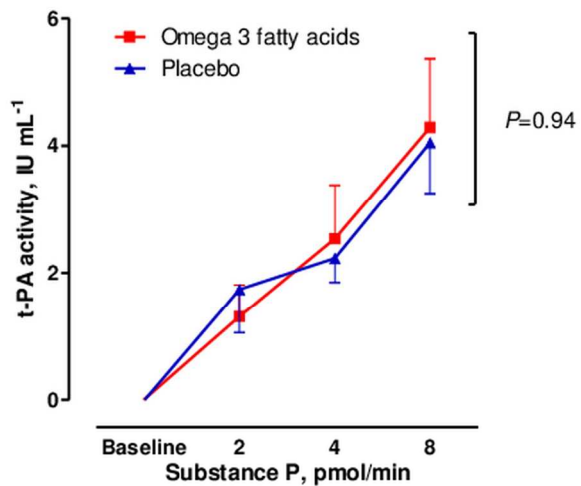 6
Omega 3 fatty acids
Placebo
P=0.94
4
t-PA activity, IU mL-1
2
0
Baseline 2 4 8
Substance P, pmol/min